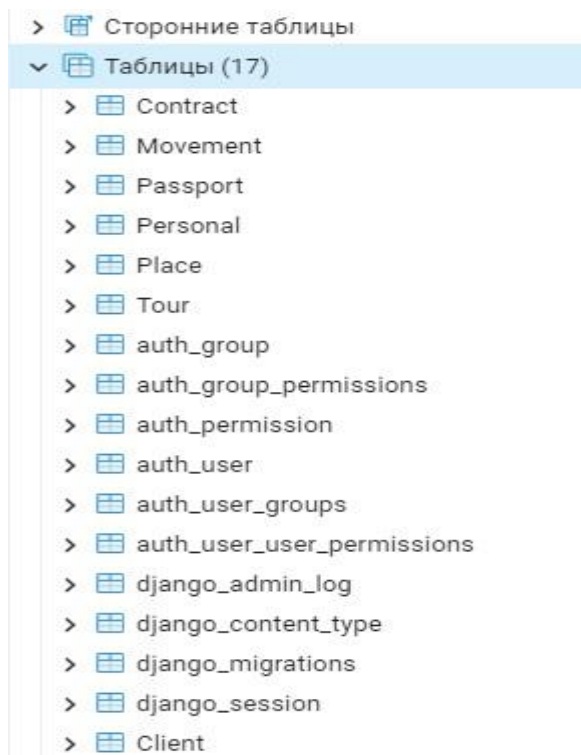 Сторонние таблицы
Таблицы (17)
Contract
Movement
Passport
Personal
Place
Tour
auth_group
auth_group_permissions
auth_permission
auth_user
auth_user_groups
auth_user_user_permissions
django_admin_log
django_content_type
django_migrations
django_session
Client